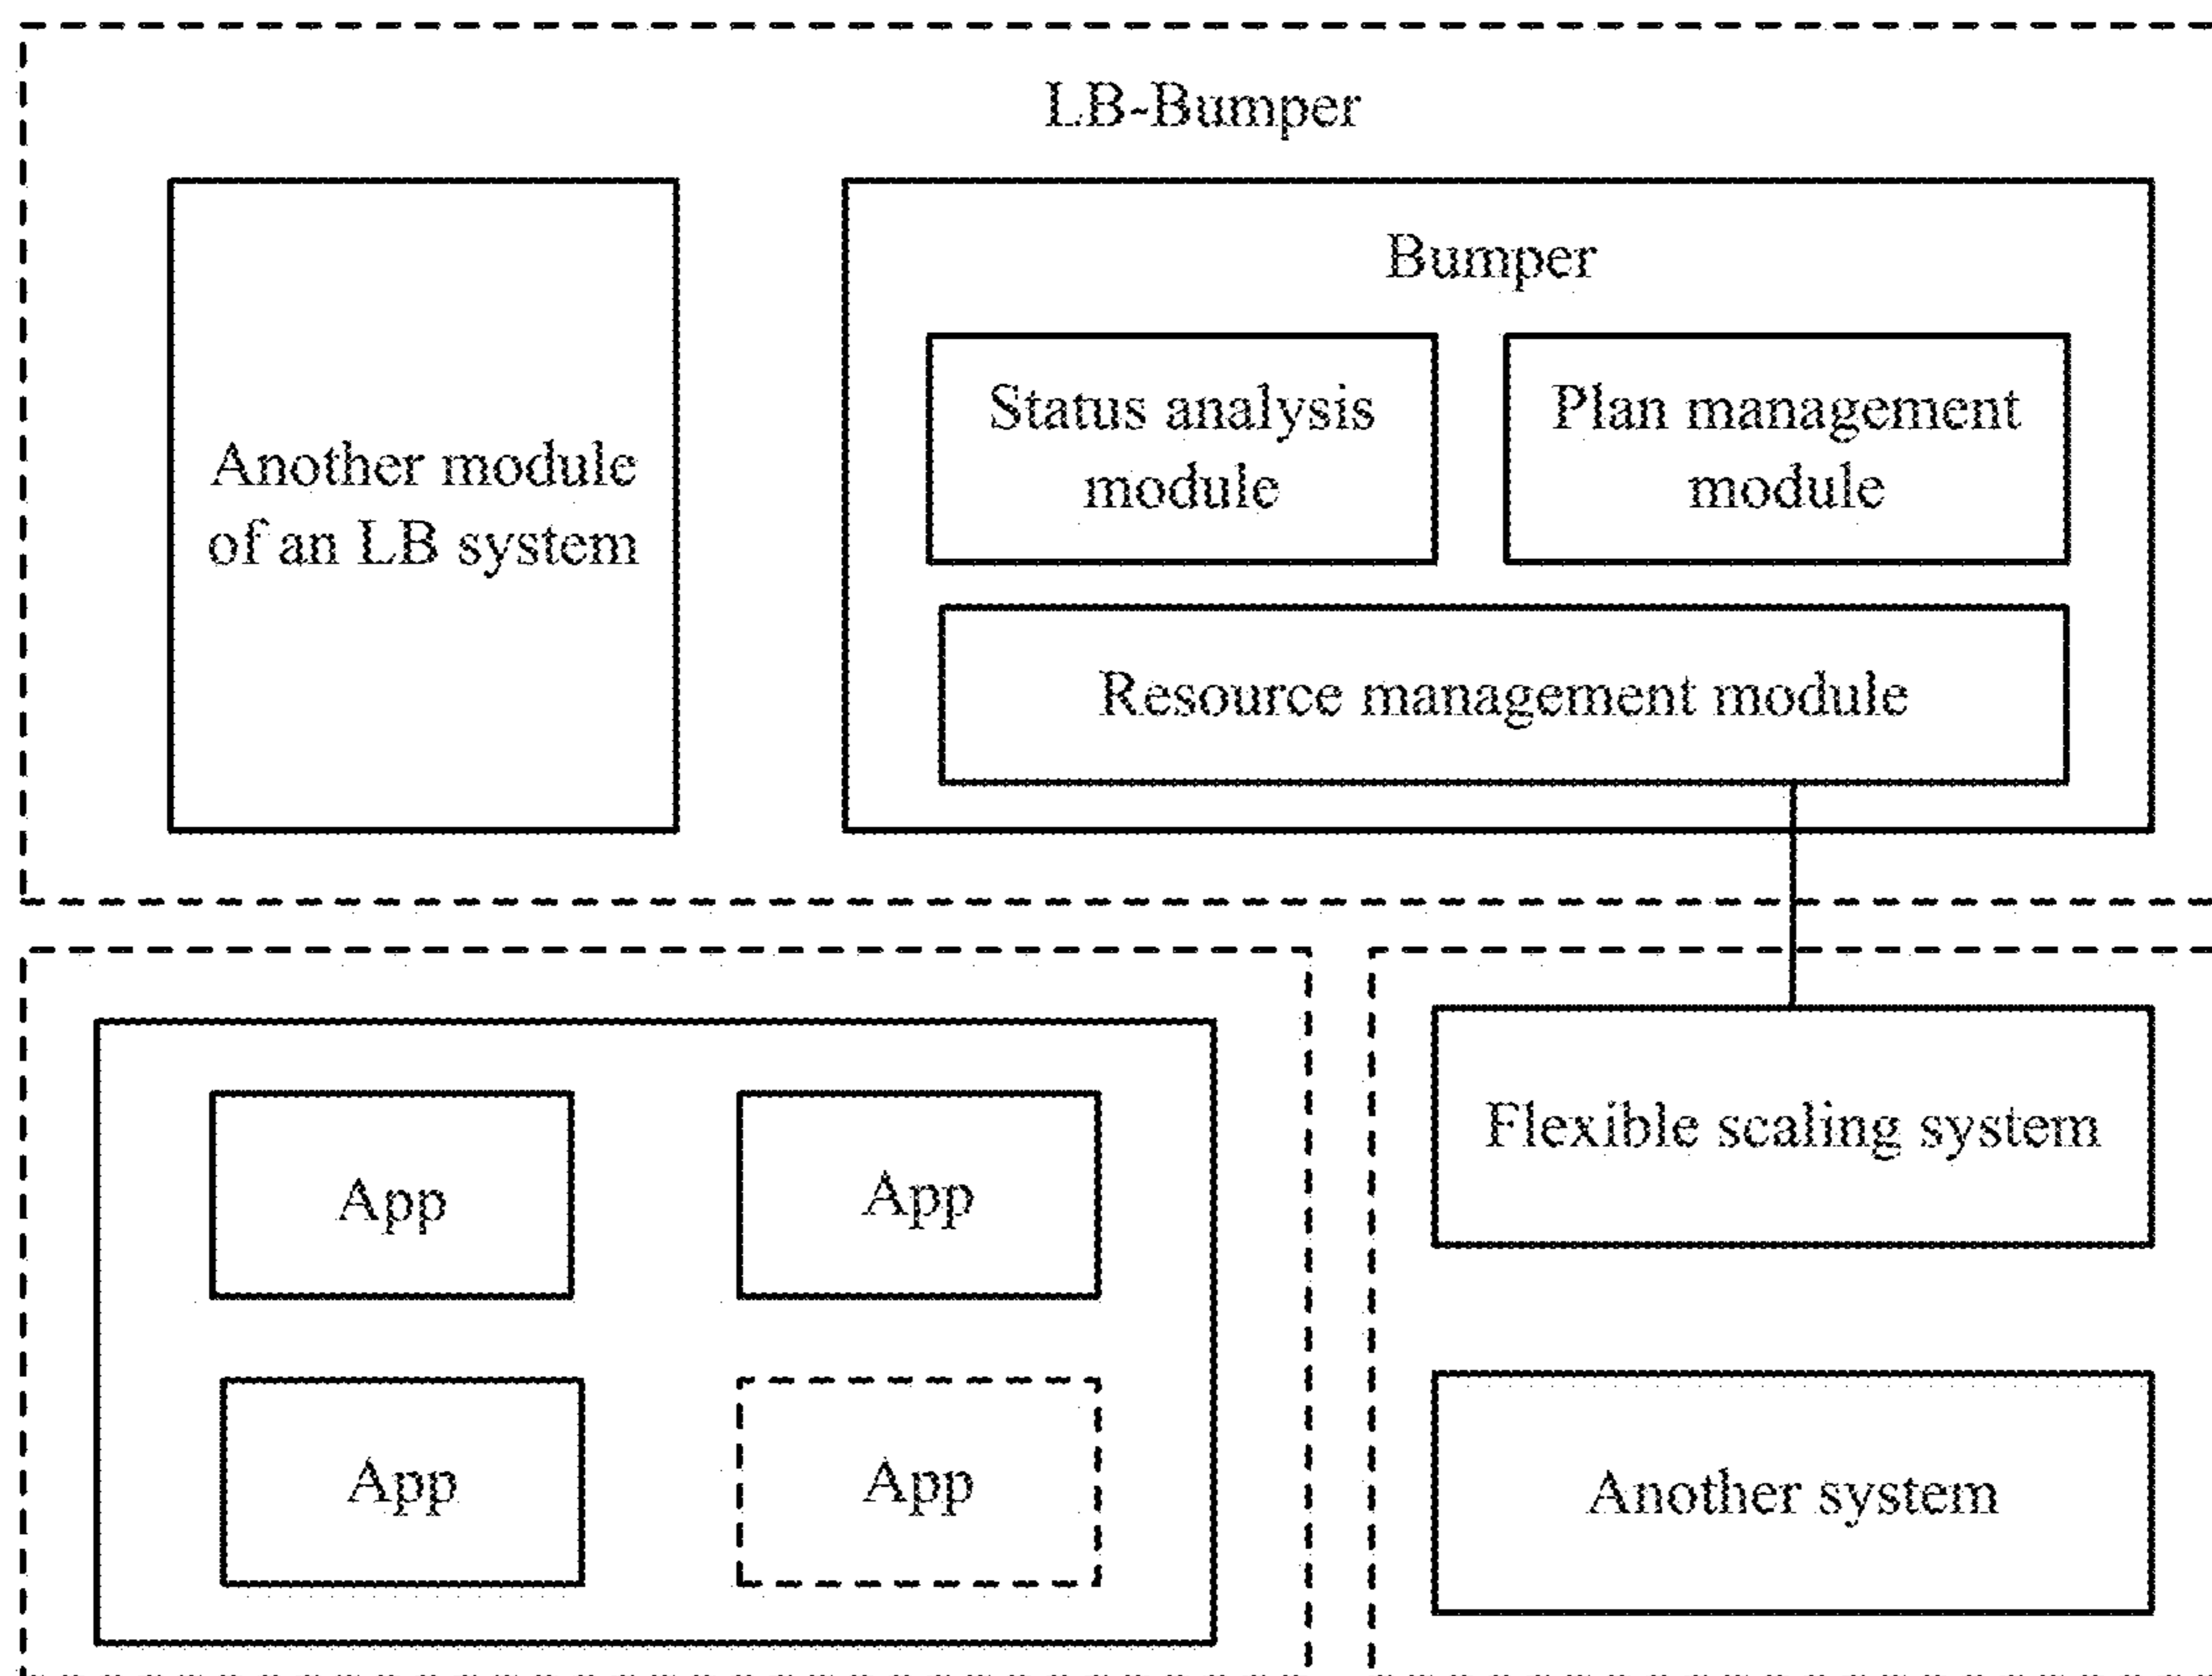 LB-Bumper
Another module
of an LB system
Bumper
Status analysis
module
Plan management
module
Resource management module
App
App
App
App
Flexible scaling system
Another system